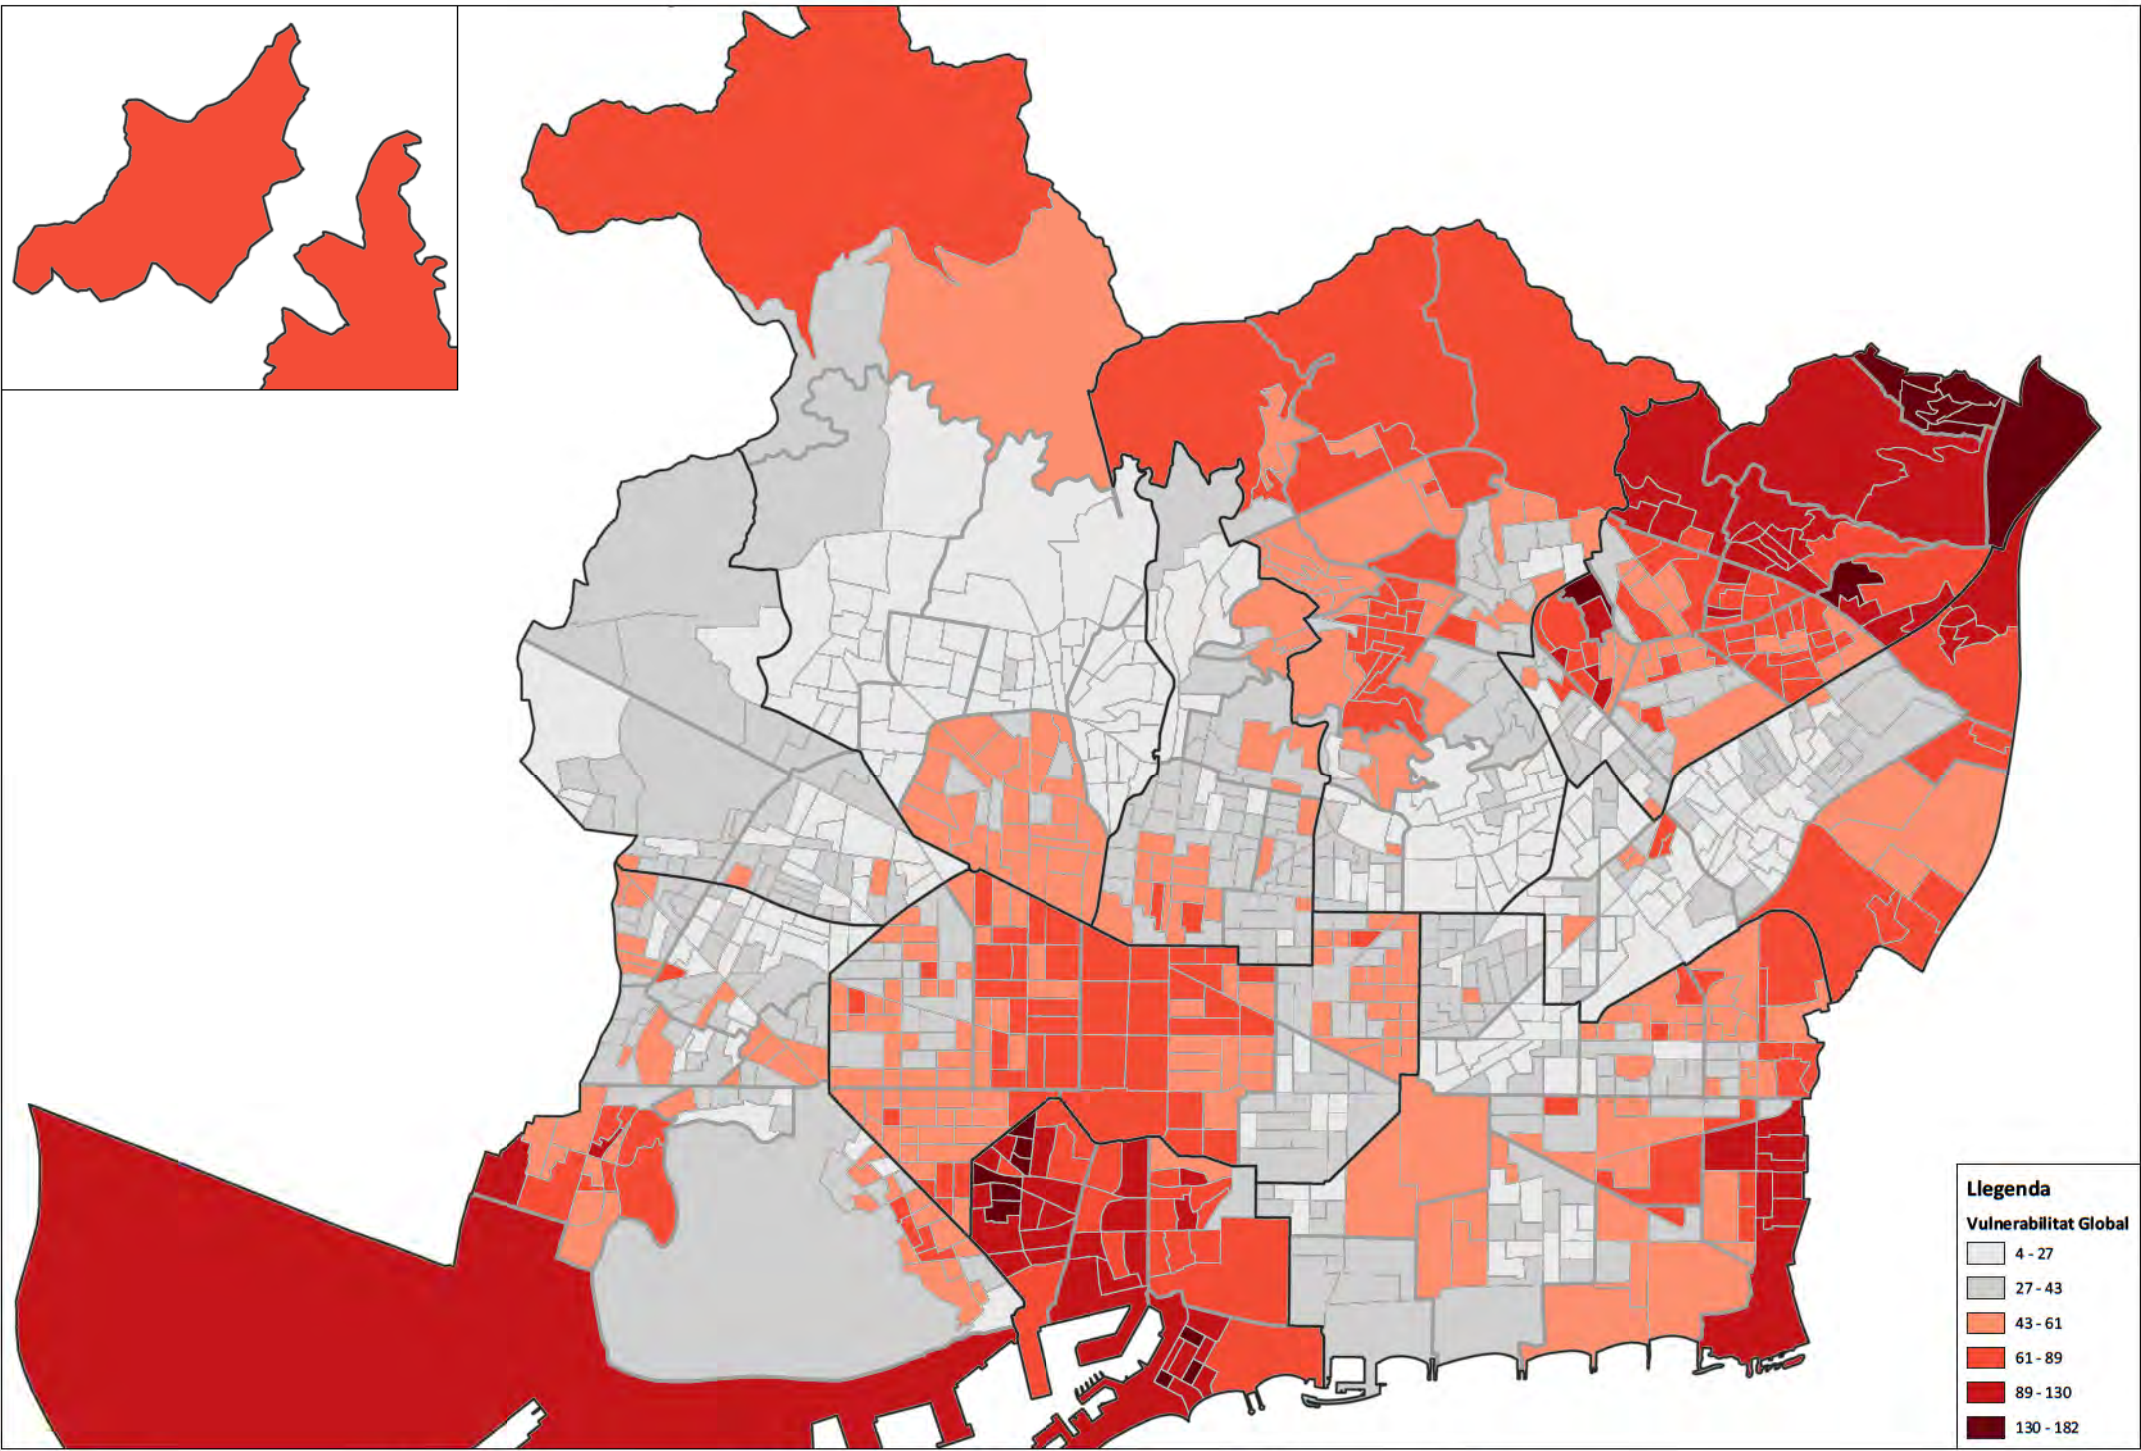 Llegenda
Vulnerabilitat Global
4 - 27
27 - 43
43 - 61
61 - 89
89 - 130
130 - 182